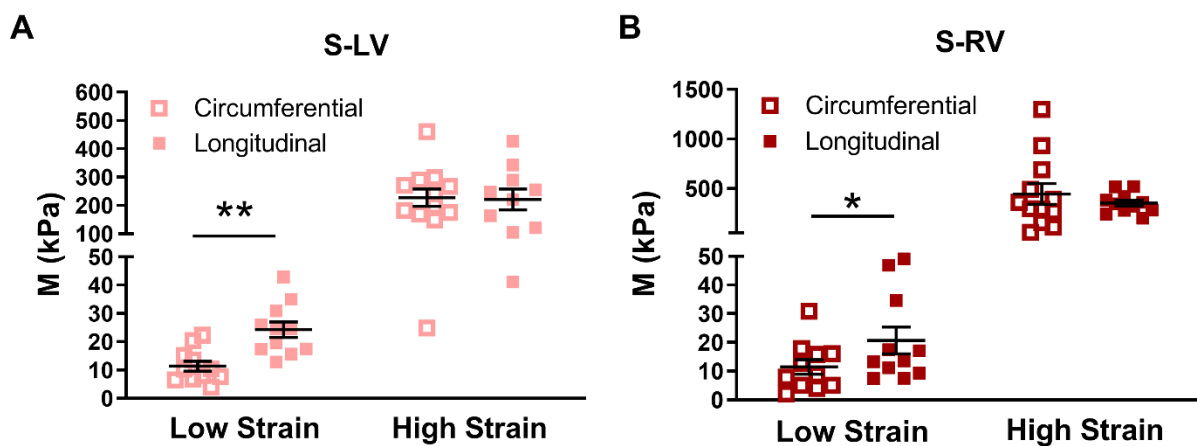 A
S-LV
M (kPa)
600
500
400
300
200
100
50
40
30
20
10
0
Circumferential
Longitudinal
**
Low Strain
High Strain
B
S-RV
M (kPa)
1500
1000
500
50
40
30
20
10
0
Circumferential
Longitudinal
*
Low Strain
High Strain